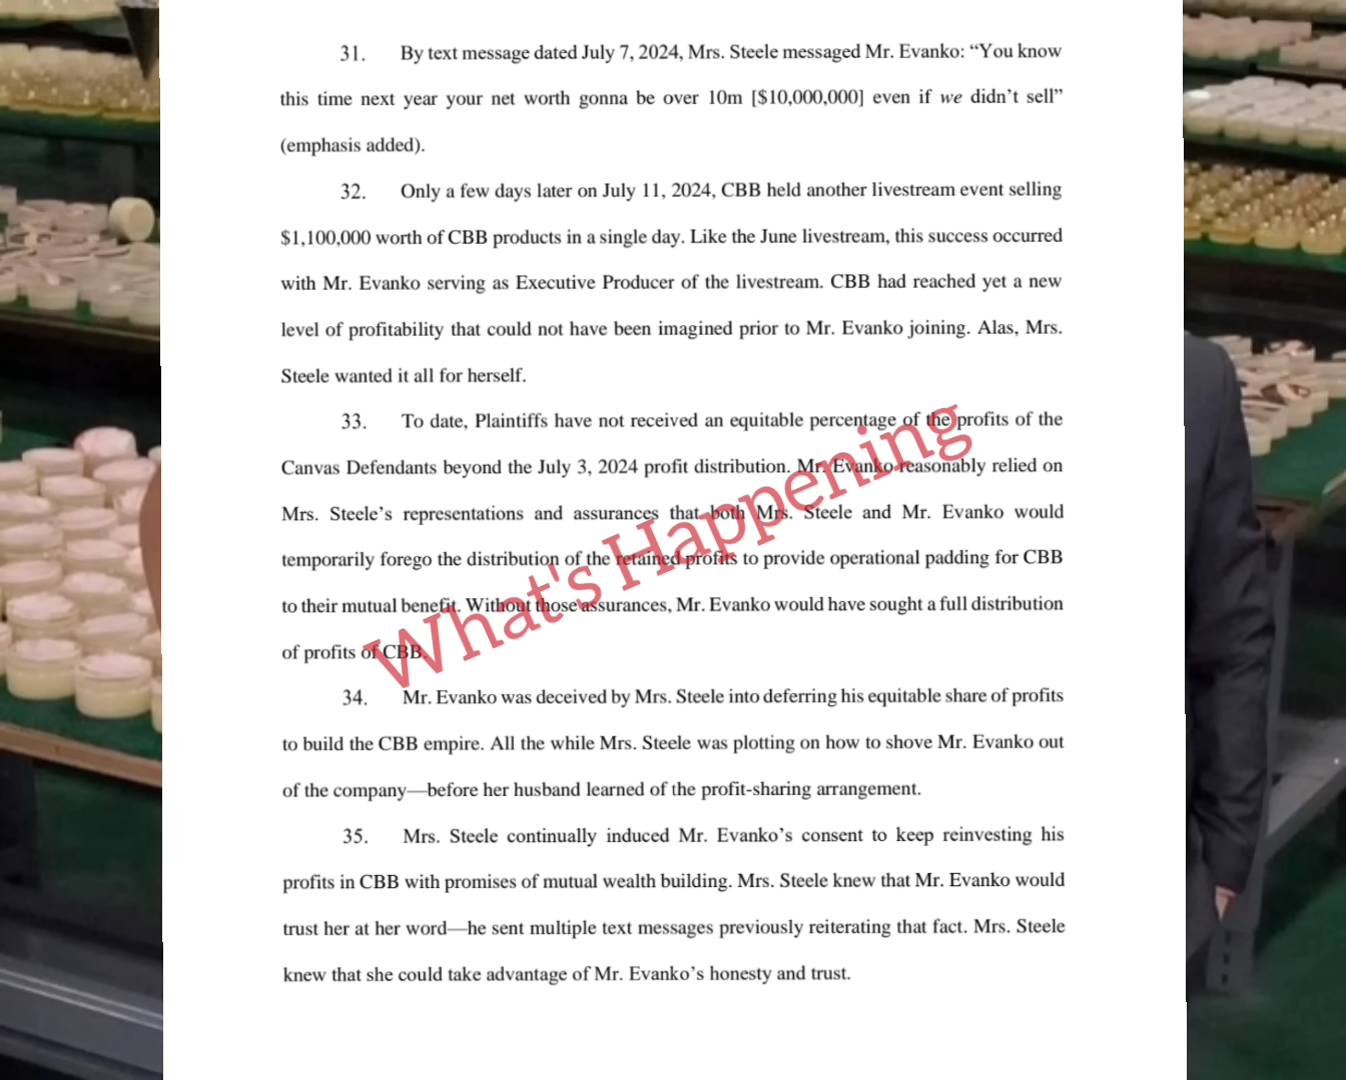 31. By text message dated July 7, 2024, Mrs. Steele messaged Mr. Evanko: “You know
this time next year your net worth gonna be over 10m [$10,000,000] even if we didn’t sell”
(emphasis added).
32. Only a few days later on July 11, 2024, CBB held another livestream event selling
$1,100,000 worth of CBB products in a single day. Like the June livestream, this success occurred
with Mr. Evanko serving as Executive Producer of the livestream. CBB had reached yet a new
level of profitability that could not have been imagined prior to Mr. Evanko joining. Alas, Mrs.
Steele wanted it all for herself.
33. To date, Plaintiffs have not received an equitable percentage of the profits of the
Canvas Defendants beyond the July 3, 2024 profit distribution. Mr. Evanko reasonably relied on
Mrs. Steele’s representations and assurances that both Mrs. Steele and Mr. Evanko would
temporarily forego the distribution of the retained profits to provide operational padding for CBB
to their mutual benefit. Without those assurances, Mr. Evanko would have sought a full distribution
of profits of CBB.
What's Happening
34. Mr. Evanko was deceived by Mrs. Steele into deferring his equitable share of profits
to build the CBB empire. All the while Mrs. Steele was plotting on how to shove Mr. Evanko out
of the company—before her husband learned of the profit-sharing arrangement.
35. Mrs. Steele continually induced Mr. Evanko’s consent to keep reinvesting his
profits in CBB with promises of mutual wealth building. Mrs. Steele knew that Mr. Evanko would
trust her at her word—he sent multiple text messages previously reiterating that fact. Mrs. Steele
knew that she could take advantage of Mr. Evanko’s honesty and trust.